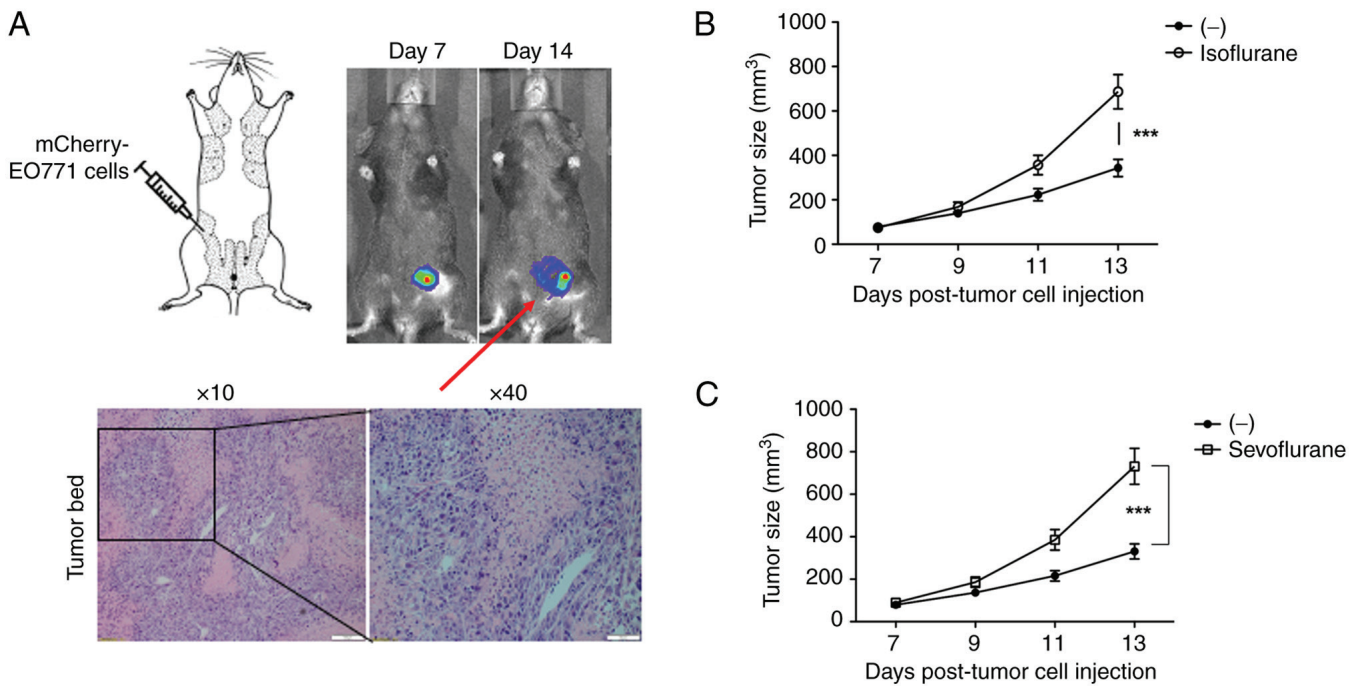 A
Day 7
Day 14
mCherry-
EO771 cells
×10
×40
Tumor bed
B
(–)
Isoflurane
Tumor size (mm³)
1000
800
600
400
200
0
***
7
9
11
13
Days post-tumor cell injection
C
(–)
Sevoflurane
Tumor size (mm³)
1000
800
600
400
200
0
***
7
9
11
13
Days post-tumor cell injection